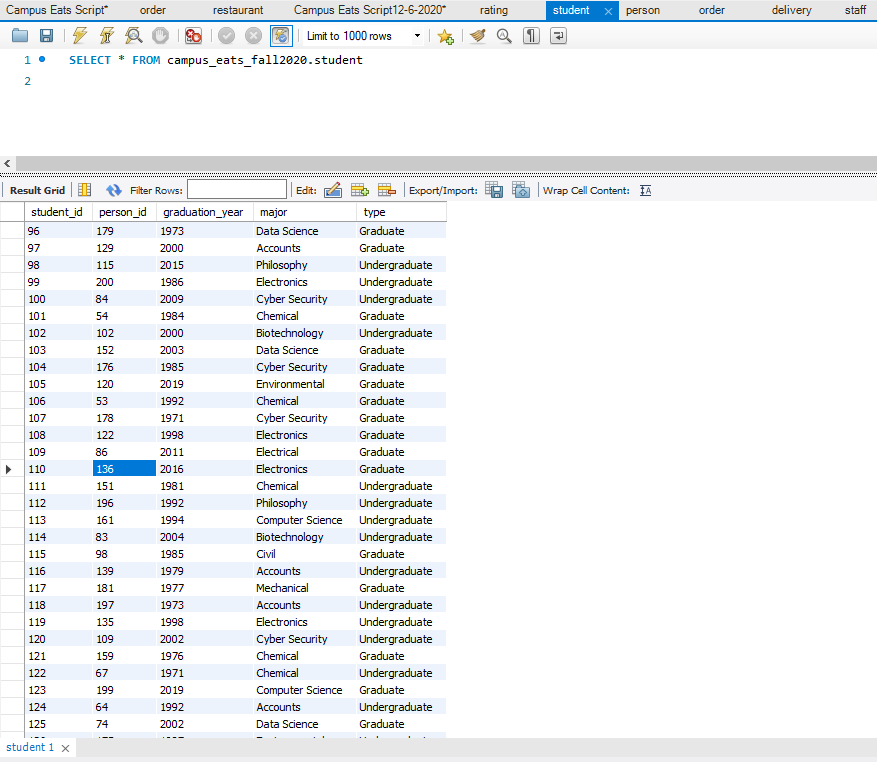 Campus Eats Script* order restaurant Campus Eats Script12-6-2020* rating student person order delivery staff
Limit to 1000 rows
1 SELECT * FROM campus_eats_fall2020.student
2
Result Grid Filter Rows: Edit: Export/Import: Wrap Cell Content:
student_id person_id graduation_year major type
96 179 1973 Data Science Graduate
97 129 2000 Accounts Graduate
98 115 2015 Philosophy Undergraduate
99 200 1986 Electronics Undergraduate
100 84 2009 Cyber Security Undergraduate
101 54 1984 Chemical Graduate
102 102 2000 Biotechnology Undergraduate
103 152 2003 Data Science Graduate
104 176 1985 Cyber Security Graduate
105 120 2019 Environmental Graduate
106 53 1992 Chemical Graduate
107 178 1971 Cyber Security Graduate
108 122 1998 Electronics Graduate
109 86 2011 Electrical Graduate
110 136 2016 Electronics Graduate
111 151 1981 Chemical Undergraduate
112 196 1992 Philosophy Undergraduate
113 161 1994 Computer Science Undergraduate
114 83 2004 Biotechnology Undergraduate
115 98 1985 Civil Graduate
116 139 1979 Accounts Undergraduate
117 181 1977 Mechanical Graduate
118 197 1973 Accounts Undergraduate
119 135 1998 Electronics Undergraduate
120 109 2002 Cyber Security Undergraduate
121 159 1976 Chemical Graduate
122 67 1971 Chemical Undergraduate
123 199 2019 Computer Science Graduate
124 64 1992 Accounts Undergraduate
125 74 2002 Data Science Graduate
student 1